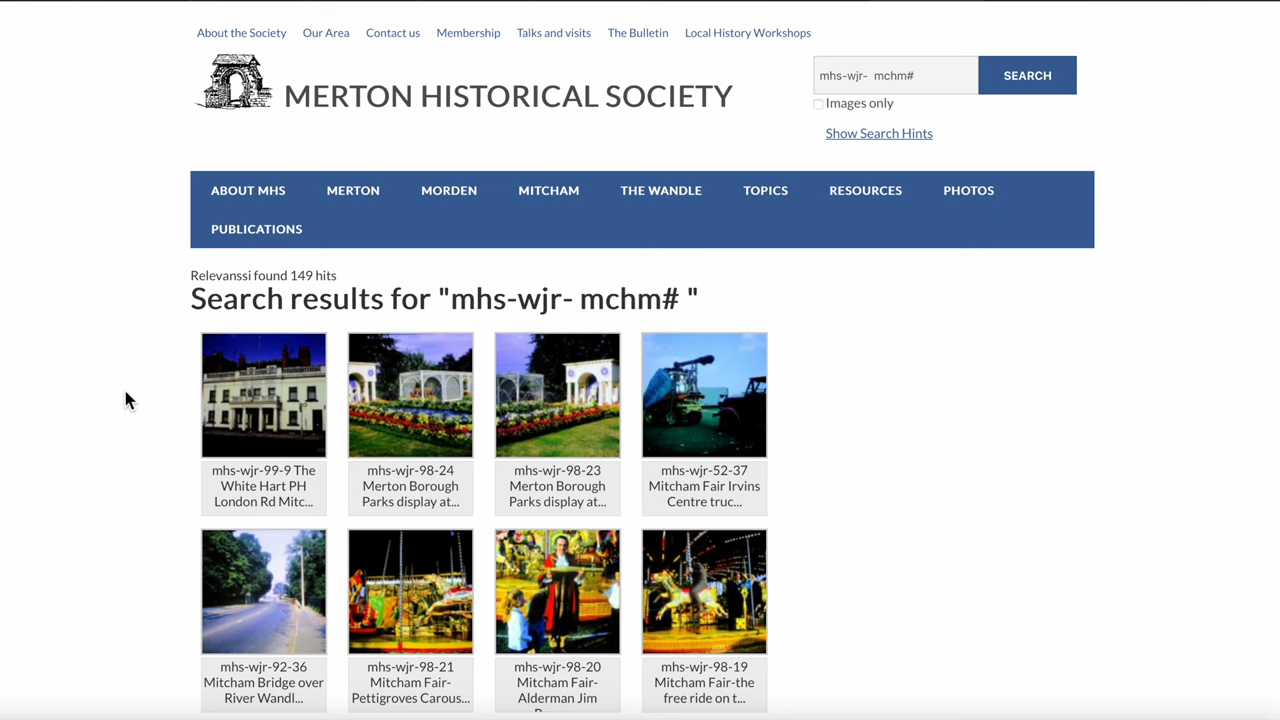 About the Society Our Area Contact us Membership Talks and visits The Bulletin Local History Workshops
MERTON HISTORICAL SOCIETY
mhs-wjr- mchm#
SEARCH
Images only
Show Search Hints
ABOUT MHS MERTON MORDEN MITCHAM THE WANDLE TOPICS RESOURCES PHOTOS
PUBLICATIONS
Relevanssi found 149 hits
Search results for "mhs-wjr- mchm# "
mhs-wjr-99-9 The
White Hart PH
London Rd Mitc...
mhs-wjr-98-24
Merton Borough
Parks display at...
mhs-wjr-98-23
Merton Borough
Parks display at...
mhs-wjr-52-37
Mitcham Fair Irvins
Centre truc...
mhs-wjr-92-36
Mitcham Bridge over
River Wandl...
mhs-wjr-98-21
Mitcham Fair-
Pettigroves Carous...
mhs-wjr-98-20
Mitcham Fair-
Alderman Jim
mhs-wjr-98-19
Mitcham Fair-the
free ride on t...